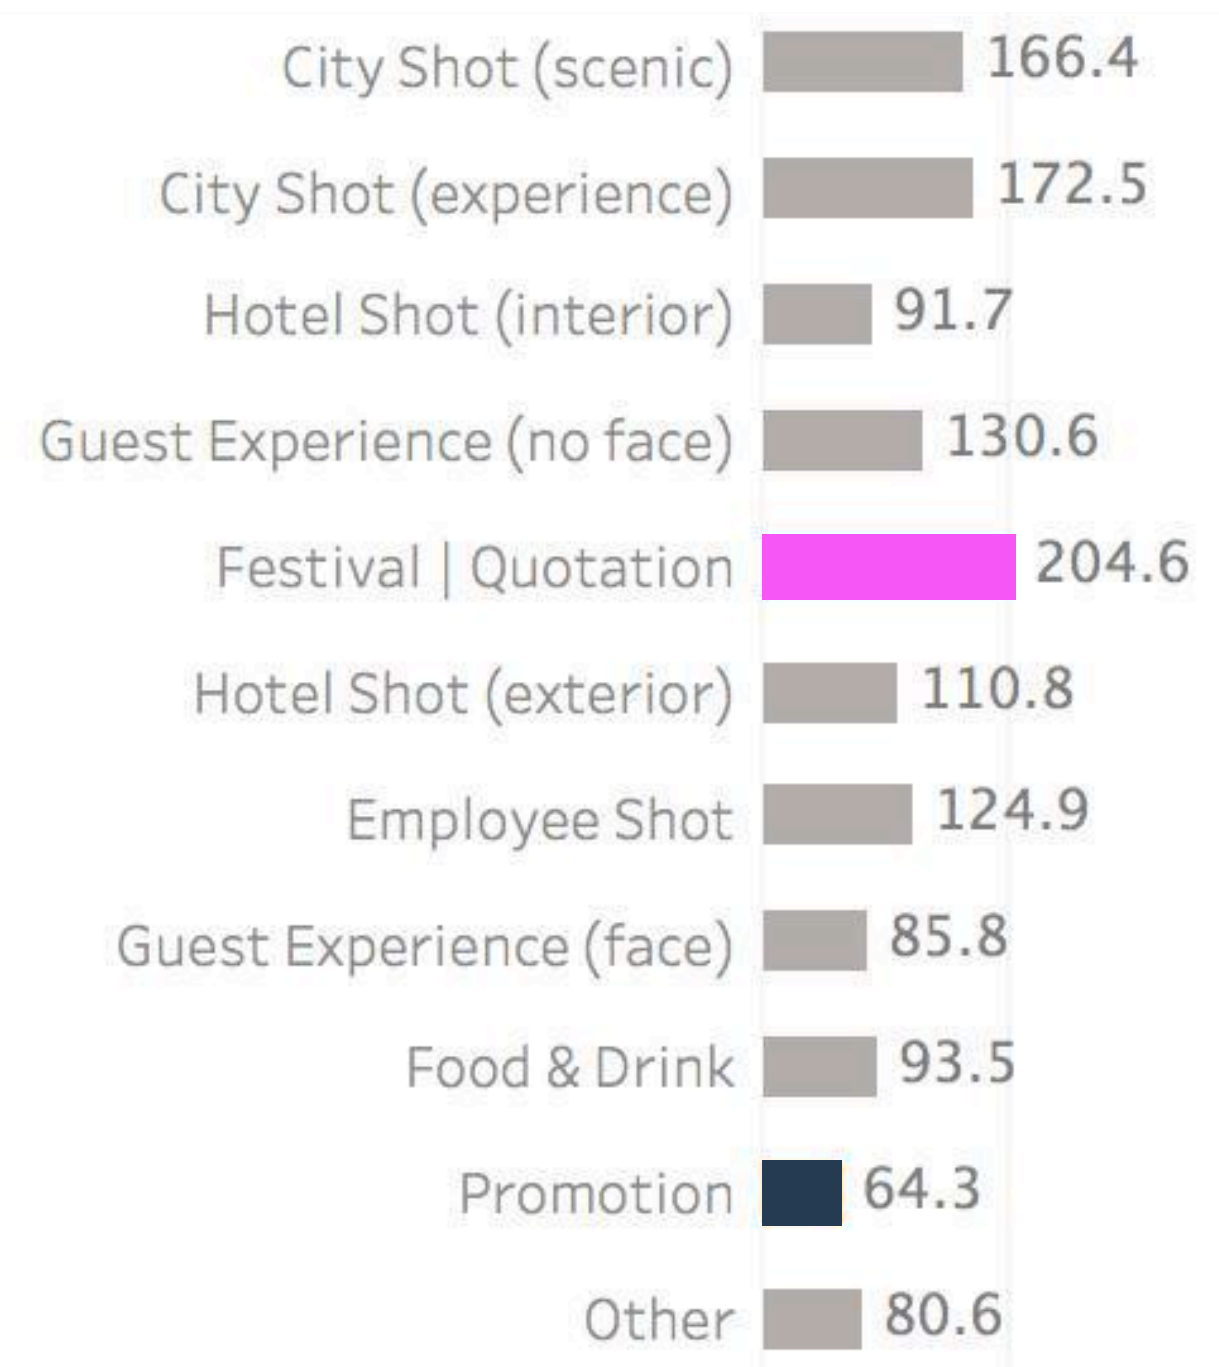 City Shot (scenic) 166.4
City Shot (experience) 172.5
Hotel Shot (interior) 91.7
Guest Experience (no face) 130.6
Festival | Quotation 204.6
Hotel Shot (exterior) 110.8
Employee Shot 124.9
Guest Experience (face) 85.8
Food & Drink 93.5
Promotion 64.3
Other 80.6